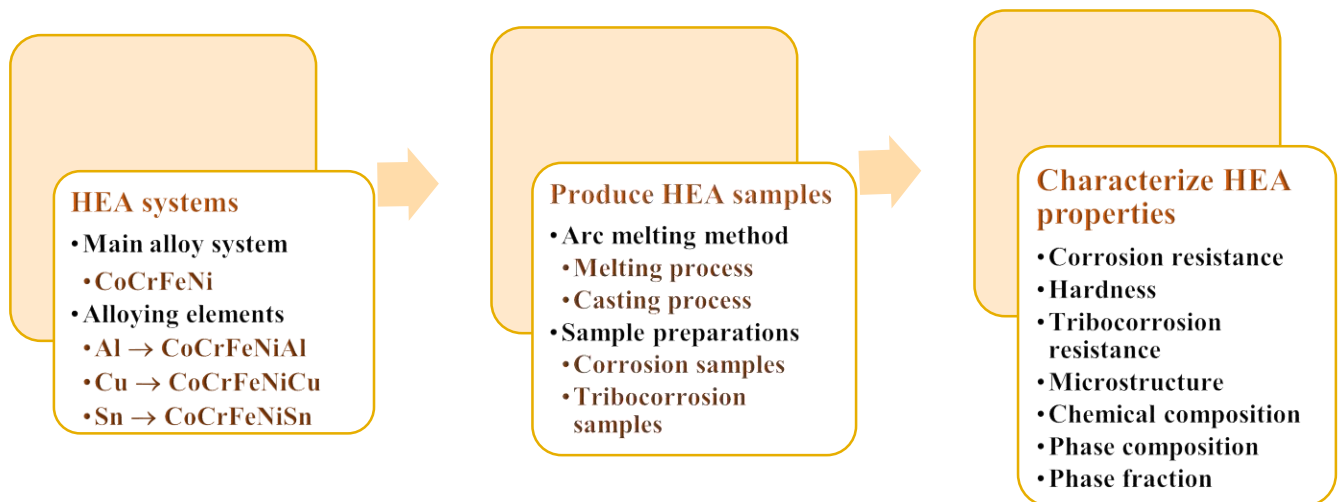 HEA systems
• Main alloy system
• CoCrFeNi
• Alloying elements
• Al → CoCrFeNiAl
• Cu → CoCrFeNiCu
• Sn → CoCrFeNiSn
Produce HEA samples
• Arc melting method
• Melting process
• Casting process
• Sample preparations
• Corrosion samples
• Tribocorrosion
samples
Characterize HEA
properties
• Corrosion resistance
• Hardness
• Tribocorrosion
resistance
• Microstructure
• Chemical composition
• Phase composition
• Phase fraction